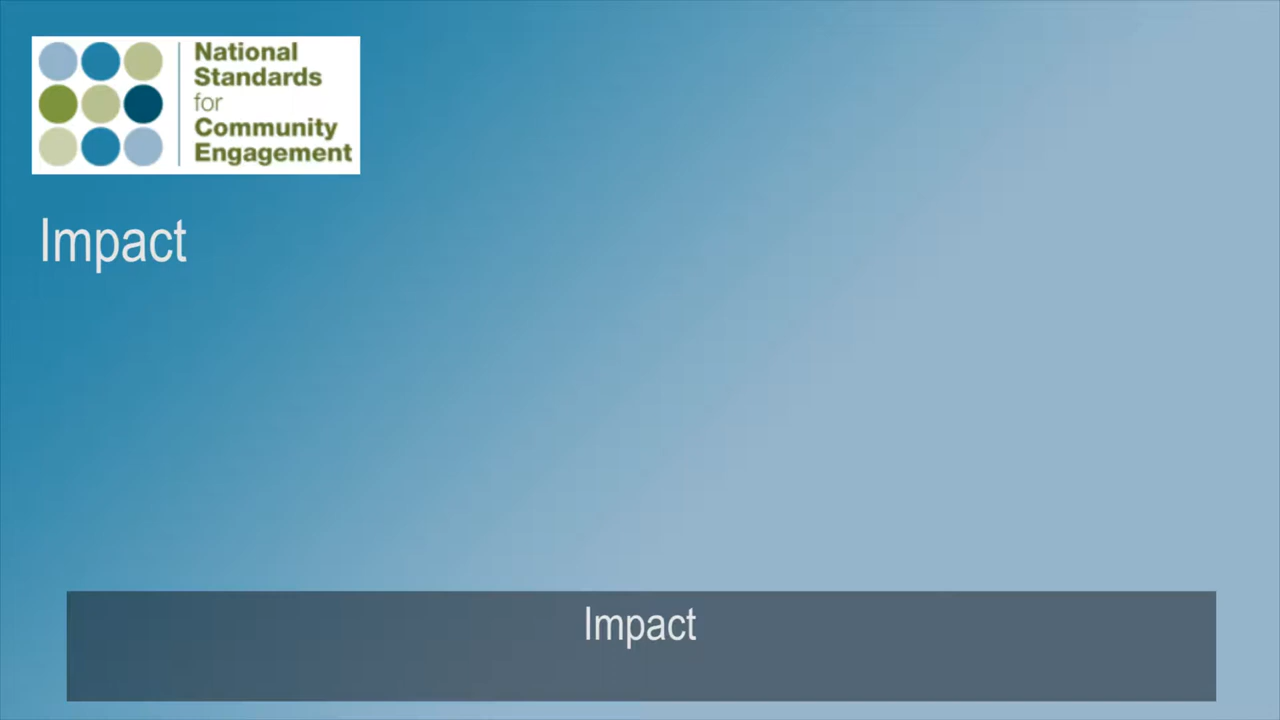 National
Standards
for
Community
Engagement
Impact
Impact